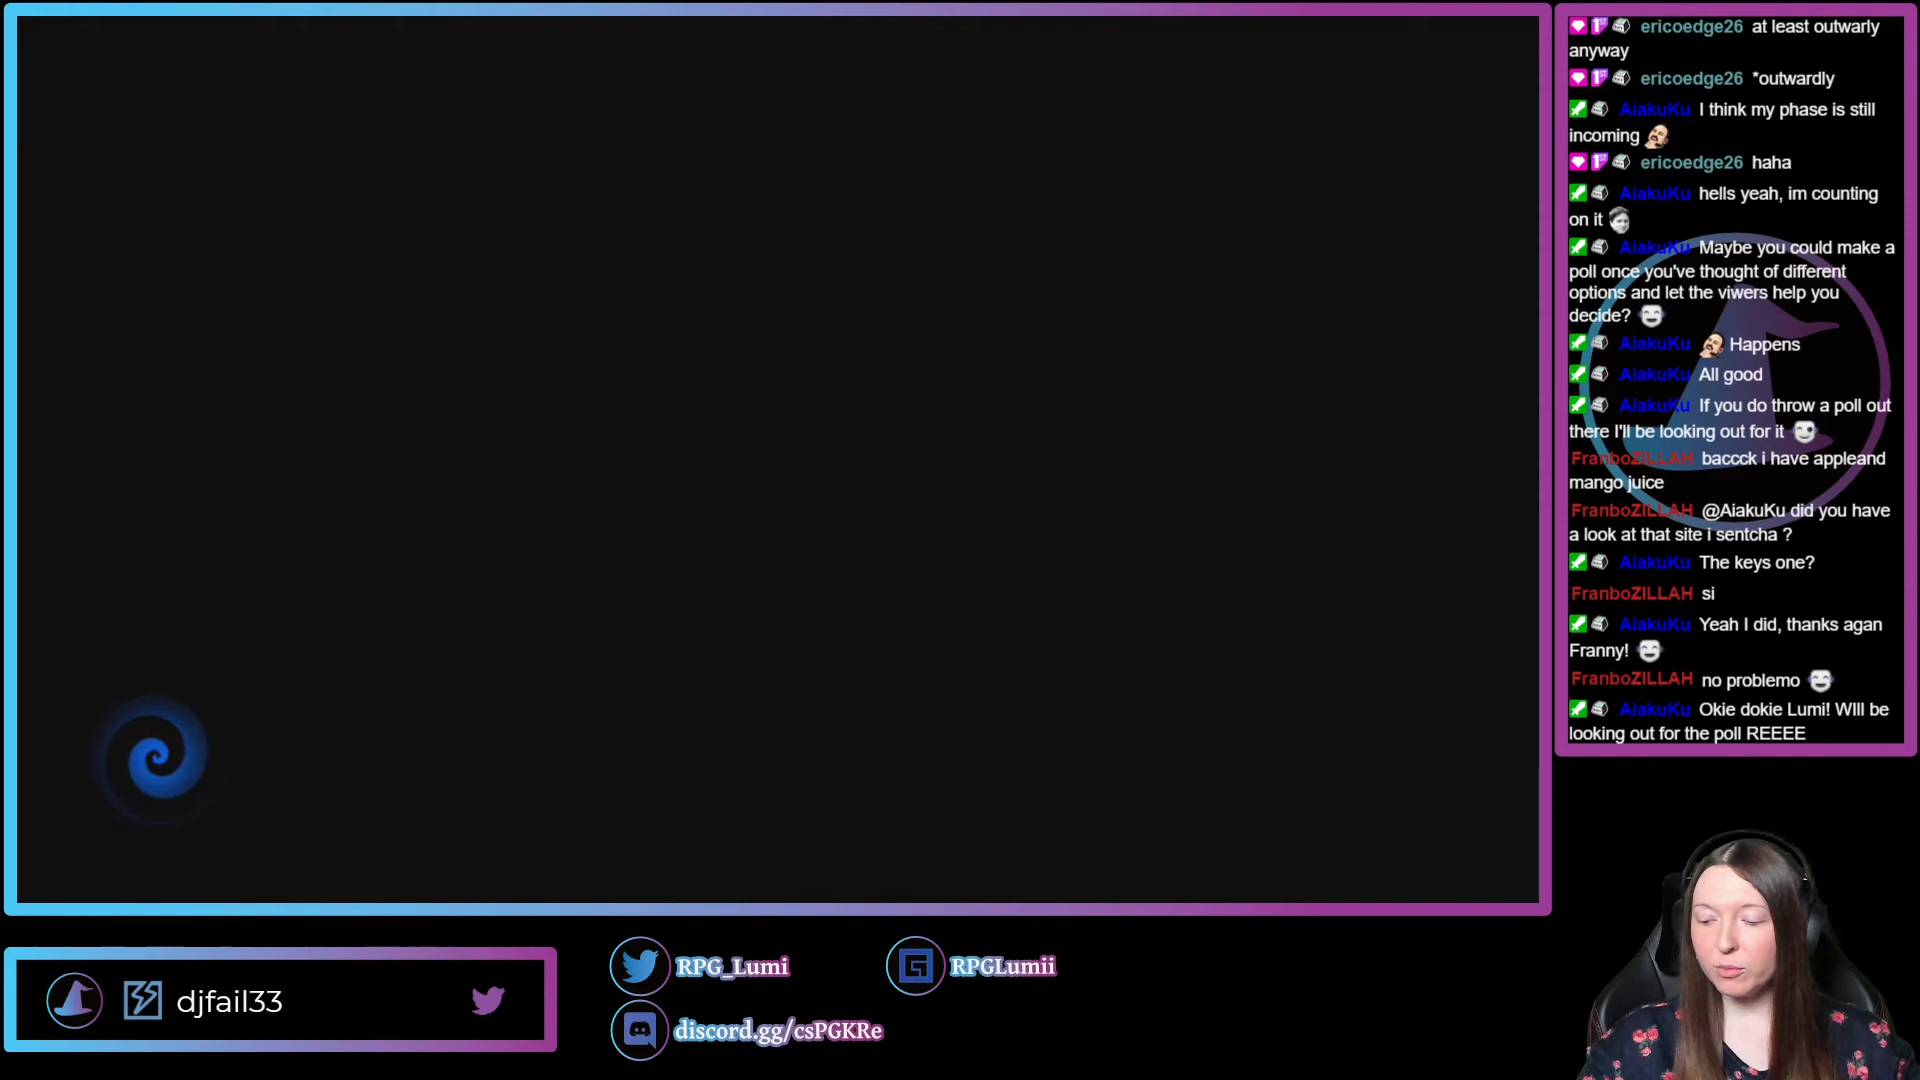 ericoedge26 at least outwarly
anyway
ericoedge26 *outwardly
AiakuKu I think my phase is still
incoming
ericoedge26 haha
AiakuKu hells yeah, im counting
on it
AiakuKu Maybe you could make a
poll once you've thought of different
options and let the viwers help you
decide?
AiakuKu Happens
AiakuKu All good
AiakuKu If you do throw a poll out
there I'll be looking out for it
FranboZILLAH baccck i have appleand
mango juice
FranboZILLAH @AiakuKu did you have
a look at that site i sentcha ?
AiakuKu The keys one?
FranboZILLAH si
AiakuKu Yeah I did, thanks agan
Franny!
FranboZILLAH no problemo
AiakuKu Okie dokie Lumi! WIll be
looking out for the poll REEEE
djfail33
RPG_Lumi
RPGLumii
discord.gg/csPGKRe